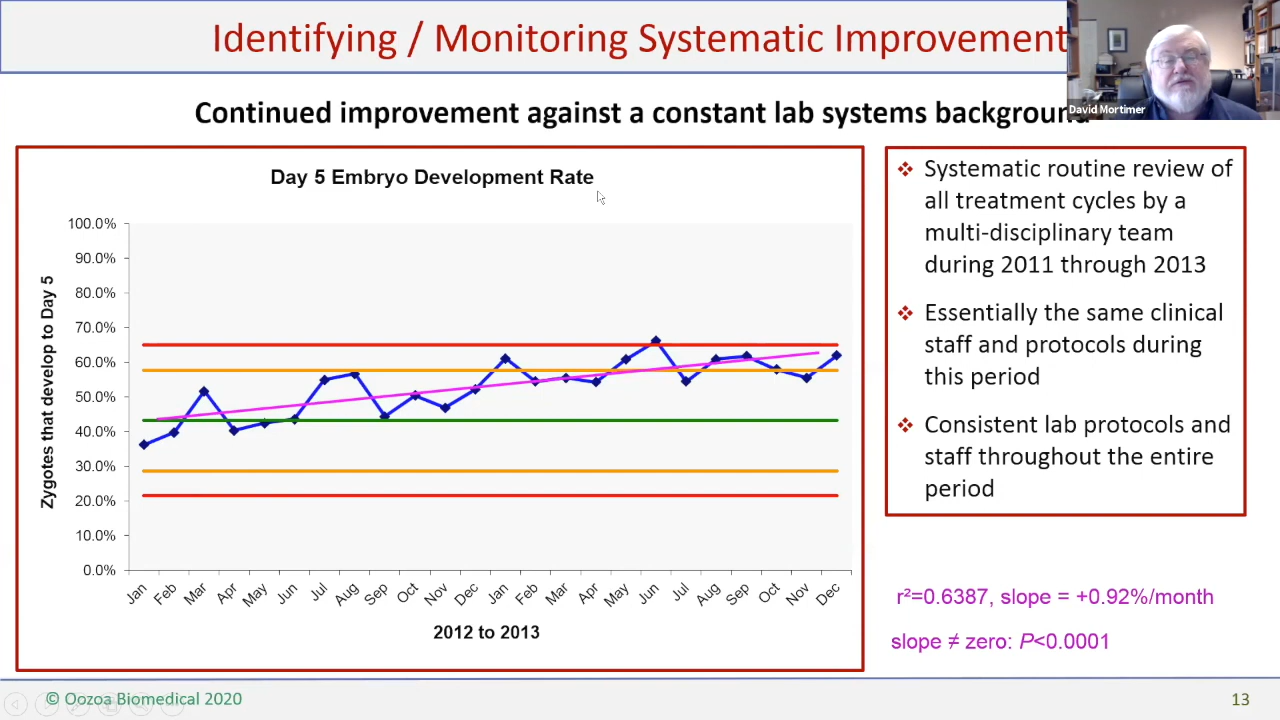 Identifying / Monitoring Systematic Improvement
David Mortimer
Continued improvement against a constant lab systems background
Day 5 Embryo Development Rate
Zygotes that develop to Day 5
100.0%
90.0%
80.0%
70.0%
60.0%
50.0%
40.0%
30.0%
20.0%
10.0%
0.0%
Jan Feb Mar Apr May Jun Jul Aug Sep Oct Nov Dec Jan Feb Mar Apr May Jun Jul Aug Sep Oct Nov Dec
2012 to 2013
Systematic routine review of
all treatment cycles by a
multi-disciplinary team
during 2011 through 2013
Essentially the same clinical
staff and protocols during
this period
Consistent lab protocols and
staff throughout the entire
period
r²=0.6387, slope = +0.92%/month
slope ≠ zero: P<0.0001
© Oozoa Biomedical 2020
13